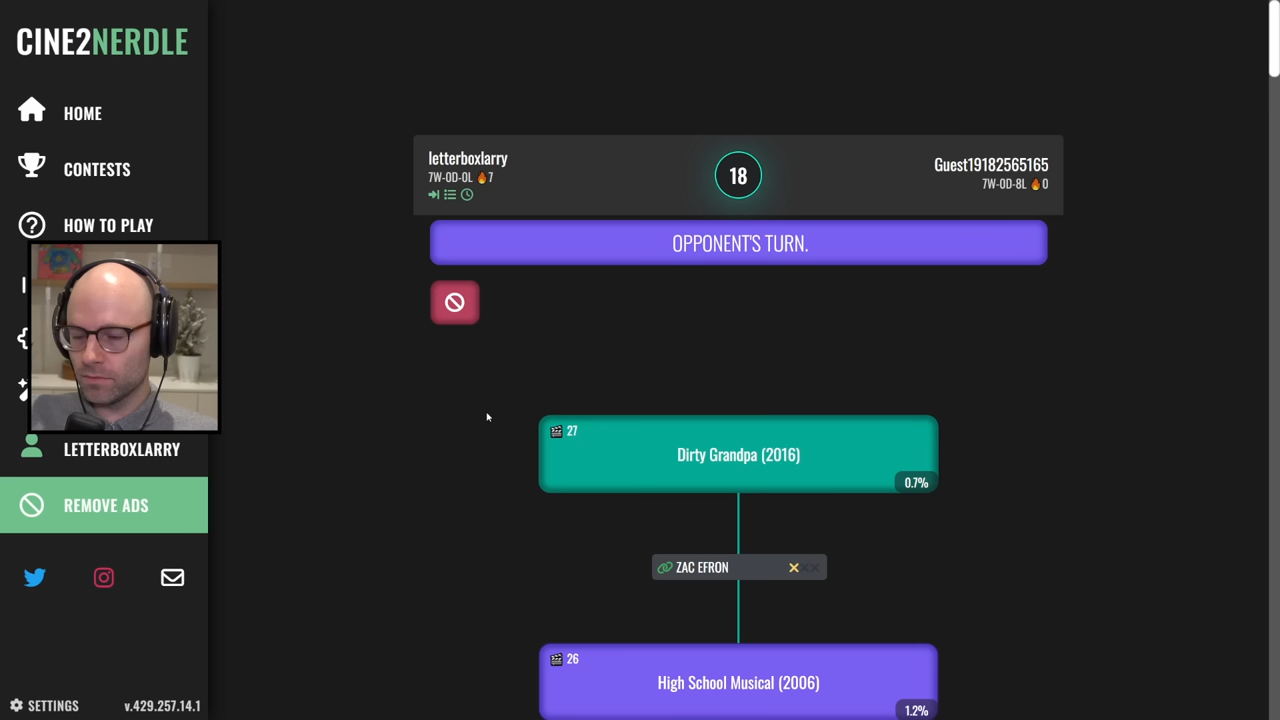 CINE2NERDLE
HOME
CONTESTS
HOW TO PLAY
LETTERBOXLARRY
REMOVE ADS
SETTINGS
v.429.257.14.1
letterboxlarry
7W-0D-0L 🔥7
18
Guest19182565165
7W-0D-8L 🔥0
OPPONENT'S TURN.
27
Dirty Grandpa (2016)
0.7%
ZAC EFRON
26
High School Musical (2006)
1.2%